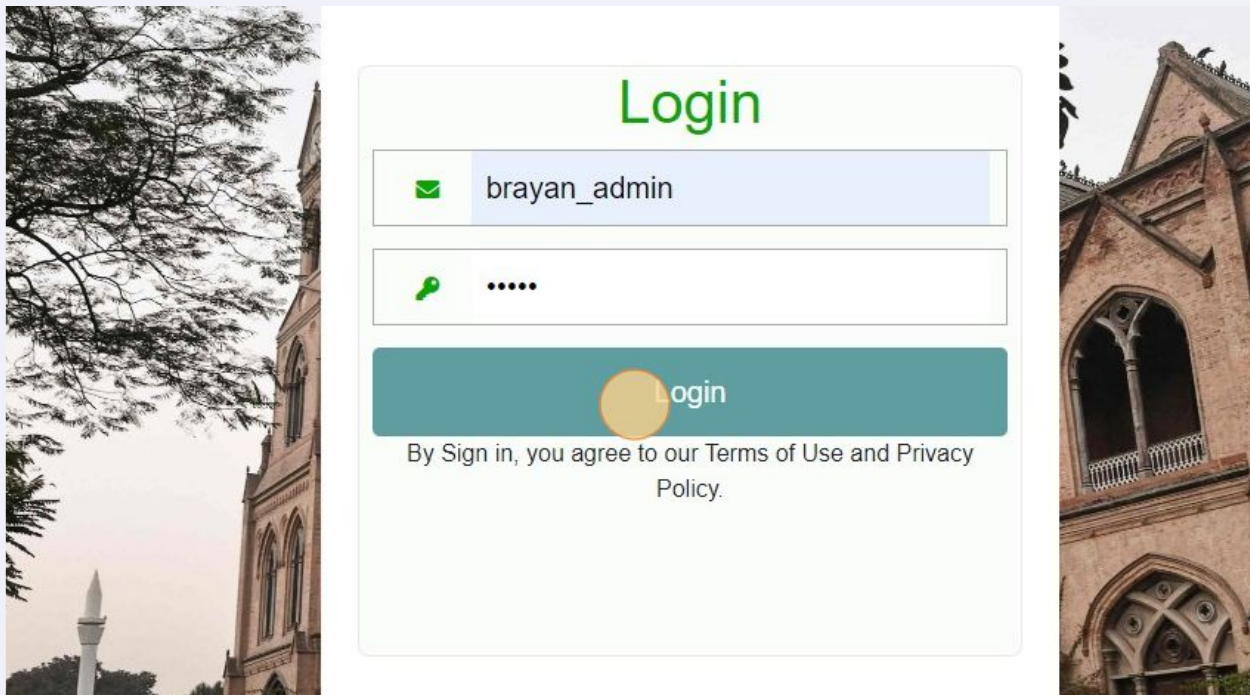 Login
brayan_admin
•••••
Login
By Sign in, you agree to our Terms of Use and Privacy
Policy.